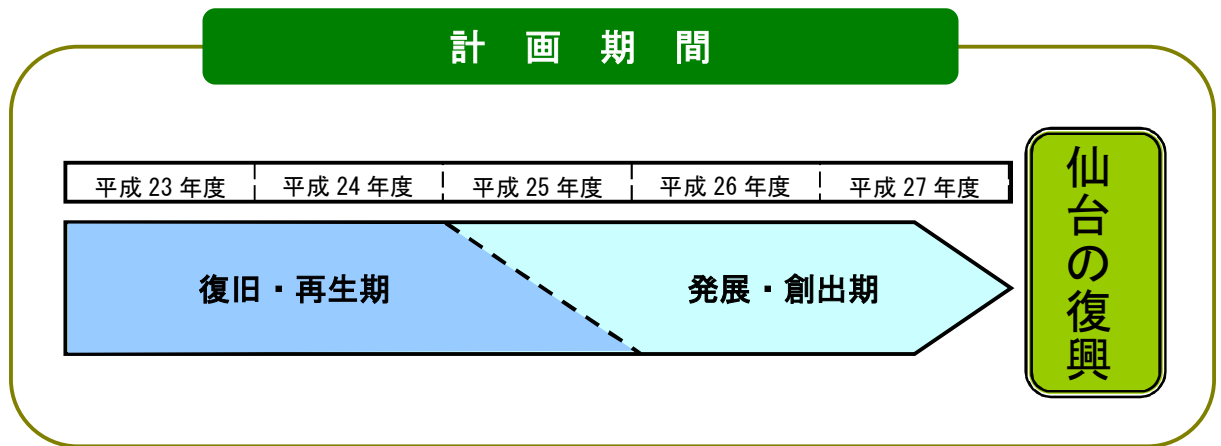 計画期間
平成 23 年度 平成 24 年度 平成 25 年度 平成 26 年度 平成 27 年度
復旧・再生期 発展・創出期
仙台の復興